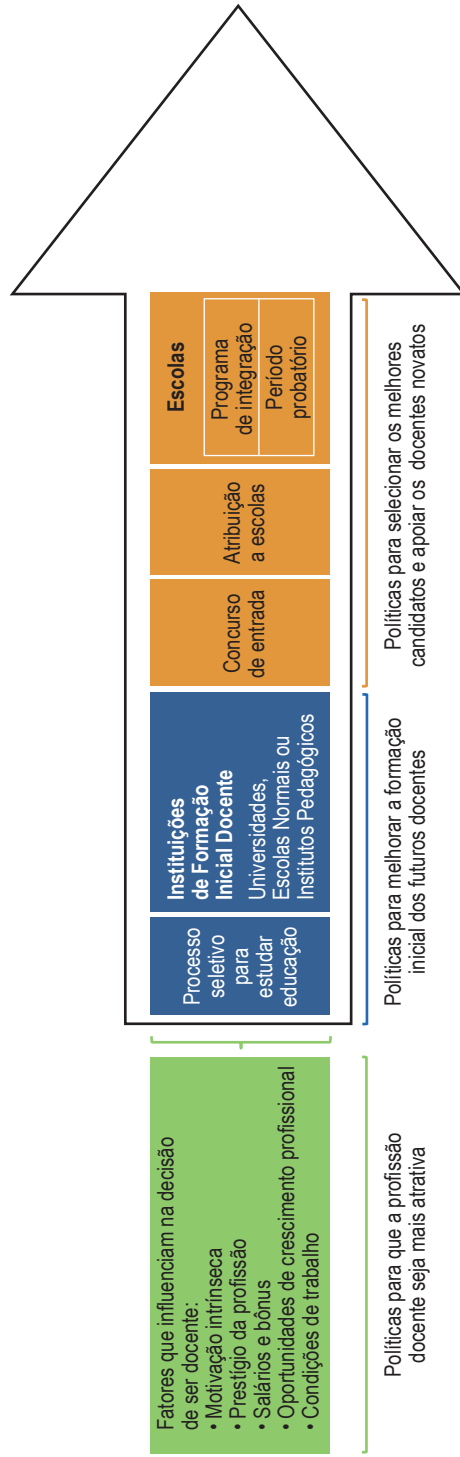 Fatores que influenciam na decisão
de ser docente:
• Motivação intrínseca
• Prestígio da profissão
• Salários e bônus
• Oportunidades de crescimento profissional
• Condições de trabalho
Políticas para que a profissão
docente seja mais atrativa
Processo
seletivo
para
estudar
educação
Instituições
de Formação
Inicial Docente
Universidades,
Escolas Normais ou
Institutos Pedagógicos
Políticas para melhorar a formação
inicial dos futuros docentes
Concurso
de entrada
Atribuição
a escolas
Escolas
Programa
de integração
Período
probatório
Políticas para selecionar os melhores
candidatos e apoiar os docentes novatos